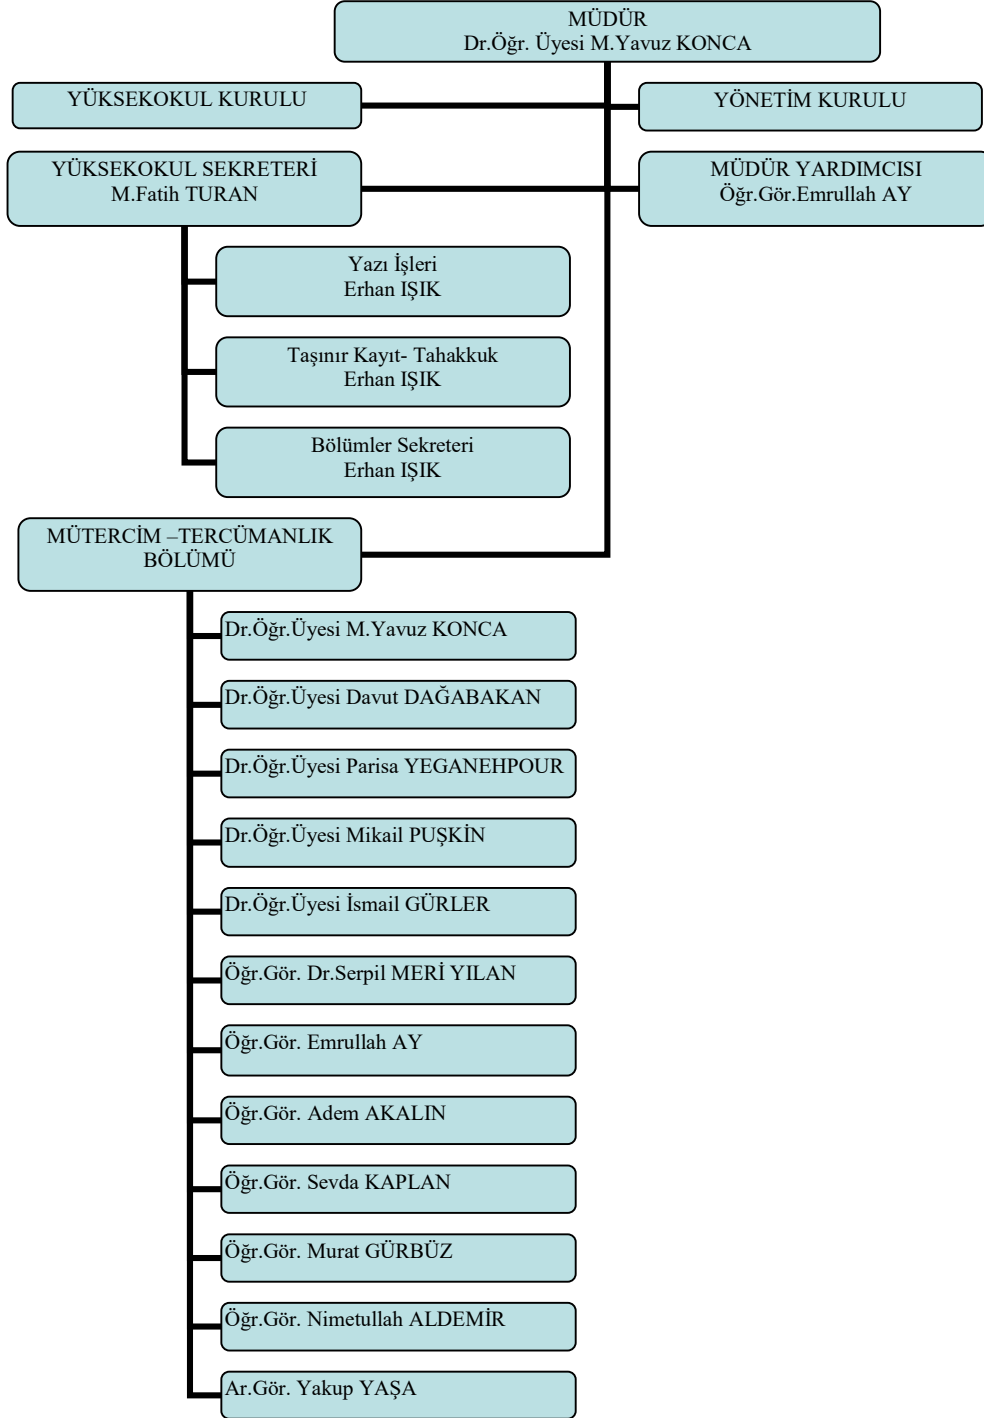 MÜDÜR
Dr.Öğr. Üyesi M.Yavuz KONCA
YÜKSEKOKUL KURULU
YÖNETİM KURULU
YÜKSEKOKUL SEKRETERİ
M.Fatih TURAN
MÜDÜR YARDIMCISI
Öğr.Gör.Emrullah AY
Yazı İşleri
Erhan IŞIK
Taşınır Kayıt- Tahakkuk
Erhan IŞIK
Bölümler Sekreteri
Erhan IŞIK
MÜTERCİM –TERCÜMANLIK
BÖLÜMÜ
Dr.Öğr.Üyesi M.Yavuz KONCA
Dr.Öğr.Üyesi Davut DAĞABAKAN
Dr.Öğr.Üyesi Parisa YEGANEHPOUR
Dr.Öğr.Üyesi Mikail PUŞKİN
Dr.Öğr.Üyesi İsmail GÜRLER
Öğr.Gör. Dr.Serpil MERİ YILAN
Öğr.Gör. Emrullah AY
Öğr.Gör. Adem AKALIN
Öğr.Gör. Sevda KAPLAN
Öğr.Gör. Murat GÜRBÜZ
Öğr.Gör. Nimetullah ALDEMİR
Ar.Gör. Yakup YAŞA